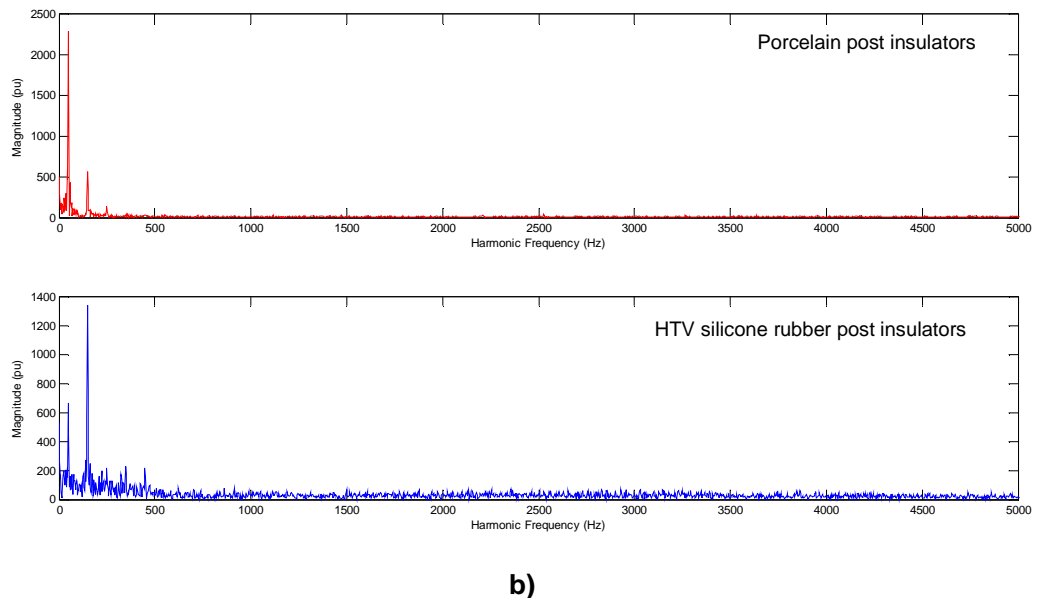 2500
2000
1500
1000
500
0
Magnitude (pu)
Porcelain post insulators
0 500 1000 1500 2000 2500 3000 3500 4000 4500 5000
Harmonic Frequency (Hz)
1400
1200
1000
800
600
400
200
0
Magnitude (pu)
HTV silicone rubber post insulators
0 500 1000 1500 2000 2500 3000 3500 4000 4500 5000
Harmonic Frequency (Hz)
b)